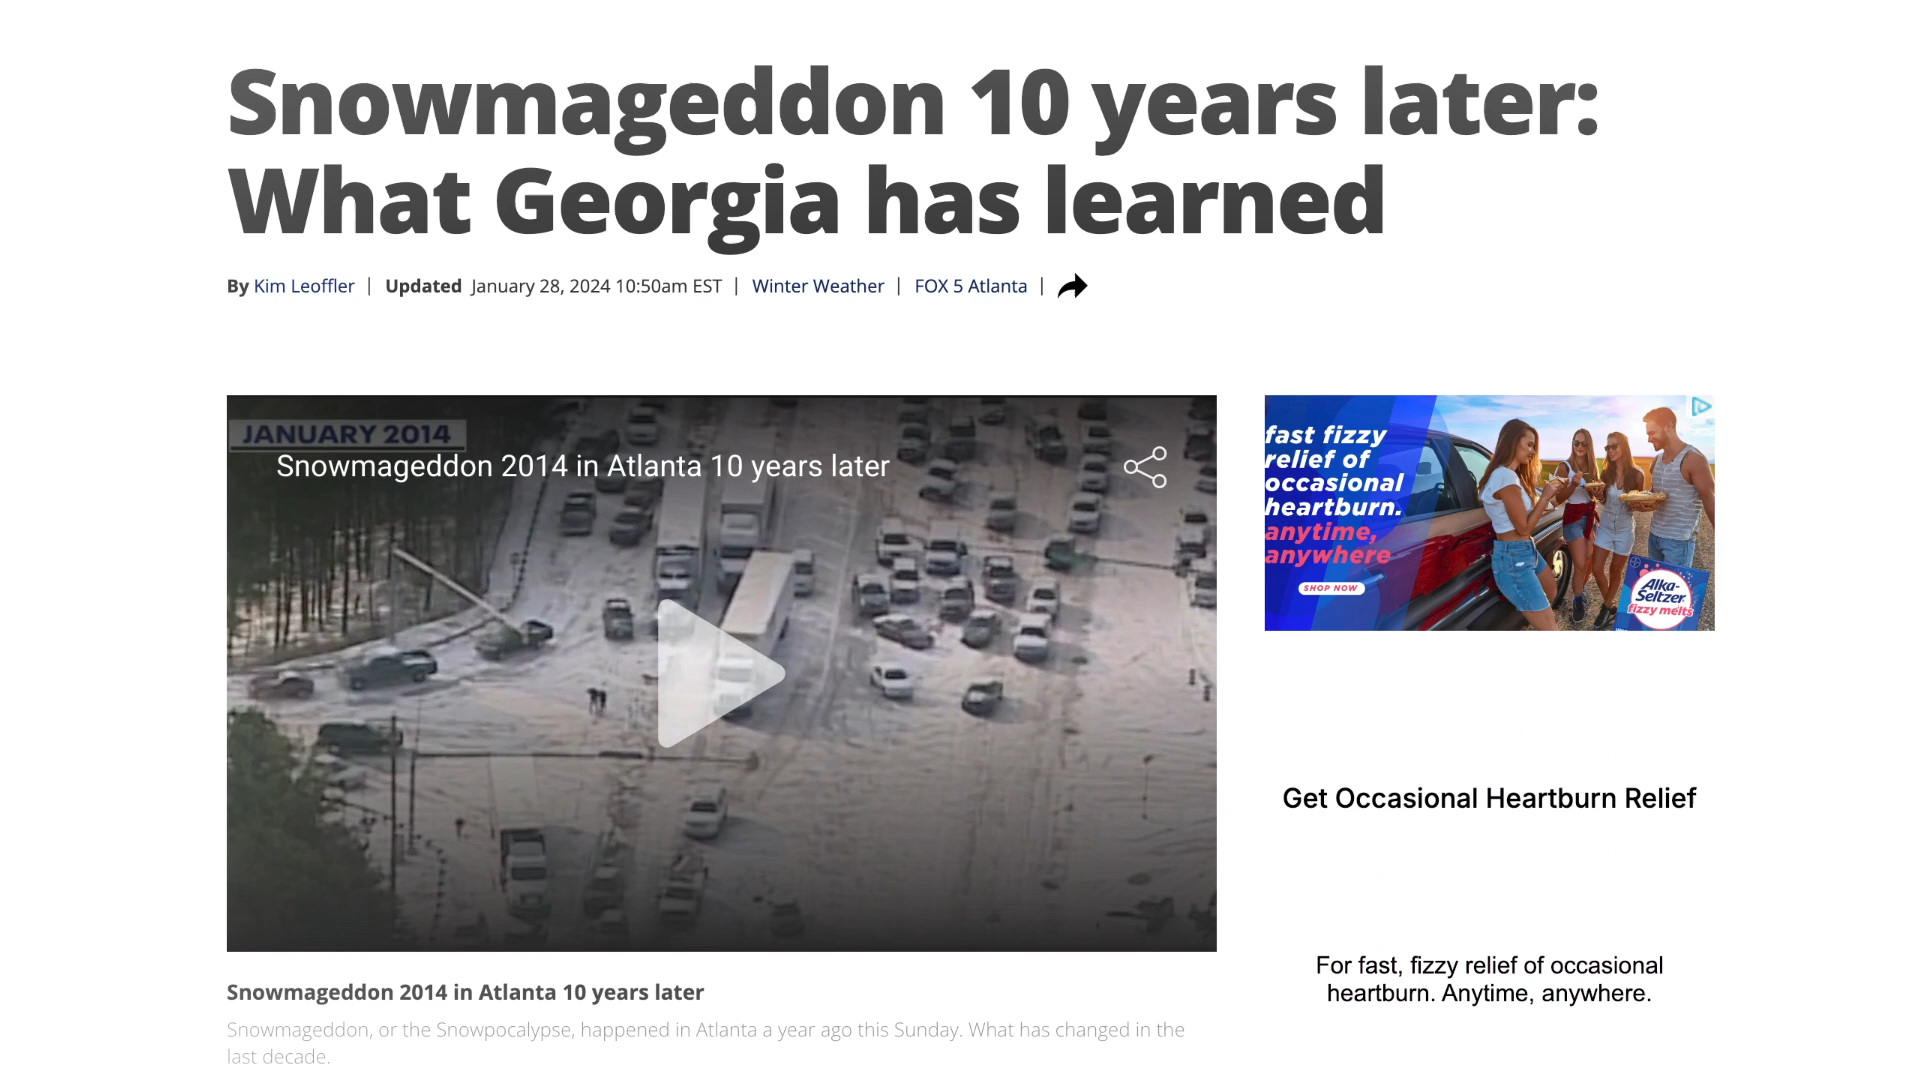 Snowmageddon 10 years later:
What Georgia has learned
By Kim Leoffler | Updated January 28, 2024 10:50am EST | Winter Weather | FOX 5 Atlanta |
JANUARY 2014
Snowmageddon 2014 in Atlanta 10 years later
Snowmageddon 2014 in Atlanta 10 years later
Snowmageddon, or the Snowpocalypse, happened in Atlanta a year ago this Sunday. What has changed in the
last decade.
fast fizzy
relief of
occasional
heartburn.
anytime,
anywhere
SHOP NOW
Alka-
Seltzer
fizzy melts
Get Occasional Heartburn Relief
For fast, fizzy relief of occasional
heartburn. Anytime, anywhere.